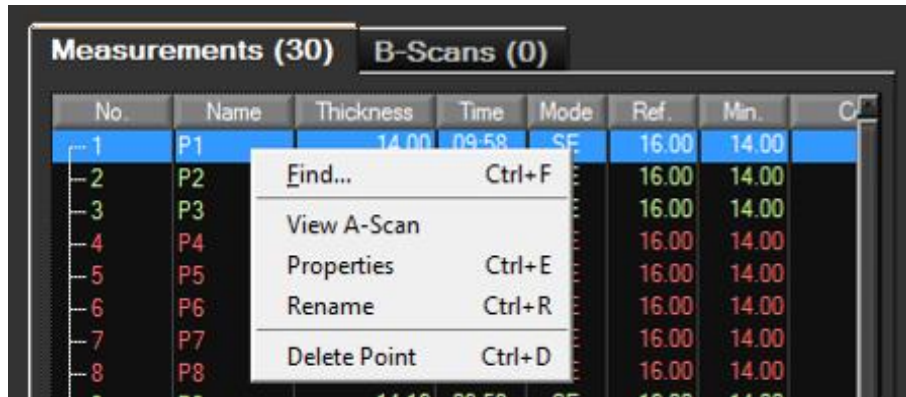 Measurements (30) B-Scans (0)
No. Name Thickness Time Mode Ref. Min.
1 P1 14.00 09:58 SE 16.00 14.00
2 P2 16.00 14.00
3 P3 16.00 14.00
4 P4 16.00 14.00
5 P5 16.00 14.00
6 P6 16.00 14.00
7 P7 16.00 14.00
8 P8 16.00 14.00
Find... Ctrl+F
View A-Scan
Properties Ctrl+E
Rename Ctrl+R
Delete Point Ctrl+D